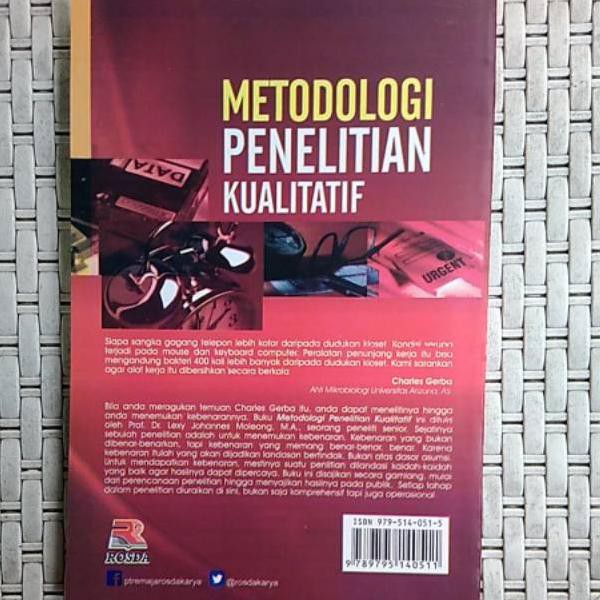 METODOLOGI
PENELITIAN
KUALITATIF
DATA
URGENT
Siapa sangka gagang telepon lebih kotor daripada dudukan kloset. Kondisi serupa
terjadi pada mouse dan keyboard computer. Peralatan penunjang kerja itu bisa
mengandung bakteri 400 kali lebih banyak daripada dudukan kloset. Kami sarankan
agar alat kerja itu dibersihkan secara berkala
Charles Gerba
Ahli Mikrobiologi Universitas Arizona, AS
Bila anda meragukan temuan Charles Gerba itu, anda dapat menelitinya hingga
anda menemukan kebenarannya. Buku Metodologi Penelitian Kualitatif ini ditulis
oleh Prof. Dr. Lexy Johannes Moleong, M.A., seorang peneliti senior. Sejatinya
sebuah penelitian adalah untuk menemukan kebenaran. Kebenaran yang bukan
dibenar-benarkan, tapi kebenaran yang memang benar-benar, benar. Karena
kebenaran itulah yang akan dijadikan landasan bertindak. Bukan atas dasar asumsi.
Untuk mendapatkan kebenaran, mestinya suatu penelitian dilandasi kaidah-kaidah
yang baik agar hasilnya dapat dipercaya. Buku ini disajikan secara gamlang, mulai
dari perencanaan penelitian hingga menyajikan hasilnya pada publik. Setiap tahap
dalam penelitian diuraikan di sini, bukan saja komprehensif tapi juga operasional
ISBN 979-514-051-5
9 789795 140511
ROSDA
ptremajarosdakarya
@rosdakarya